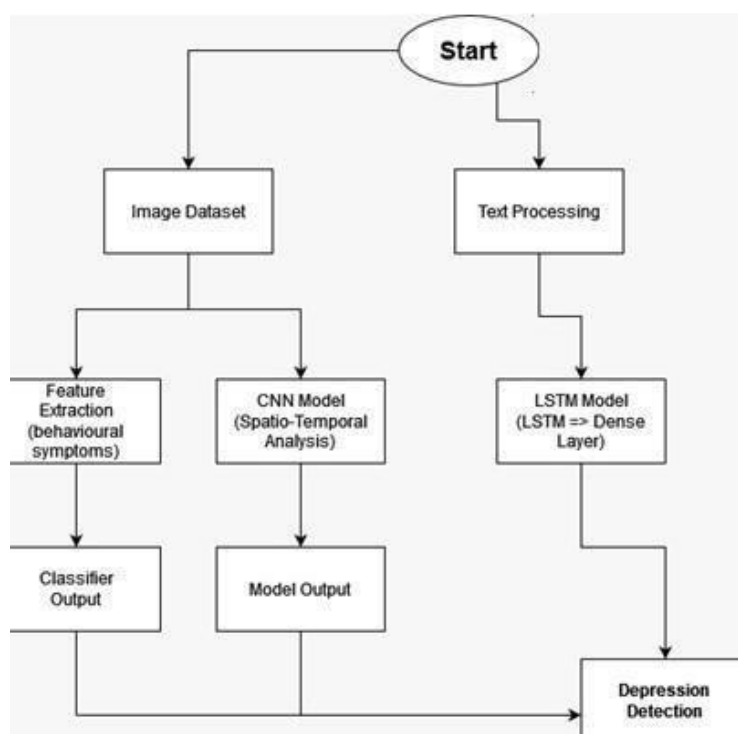 Start
Image Dataset
Text Processing
Feature
Extraction
(behavioural
symptoms)
CNN Model
(Spatio-Temporal
Analysis)
LSTM Model
(LSTM => Dense
Layer)
Classifier
Output
Model Output
Depression
Detection